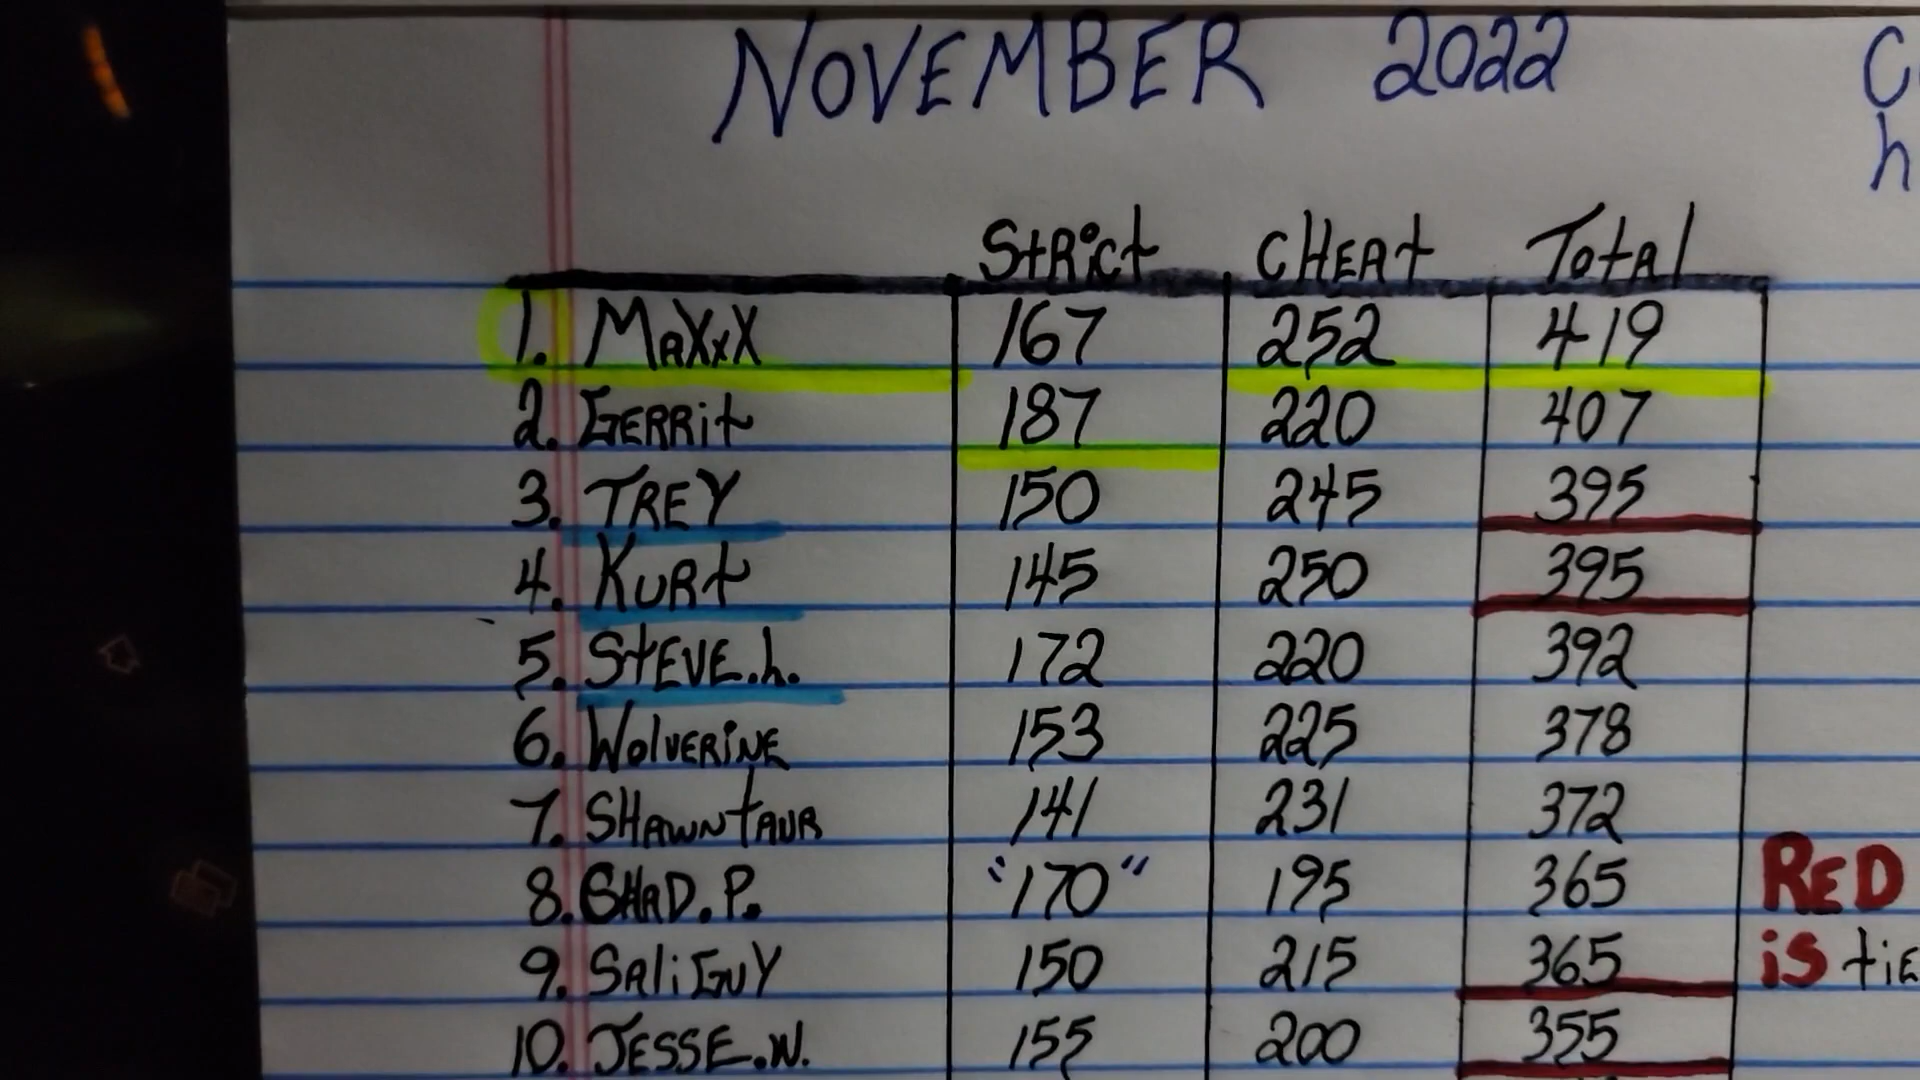 NOVEMBER 2022
Strict CHEAt Total
1. MaXxX 167 252 419
2. GERRit 187 220 407
3. TREY 150 245 395
4. KURt 145 250 395
5. StEVE.h. 172 220 392
6. WolvERiNE 153 225 378
7. SHAWNtAUR 141 231 372
8. CHAD.P. "170" 195 365
9. SAliGuY 150 215 365
10. JESSE.W. 155 200 355
RED
is tie